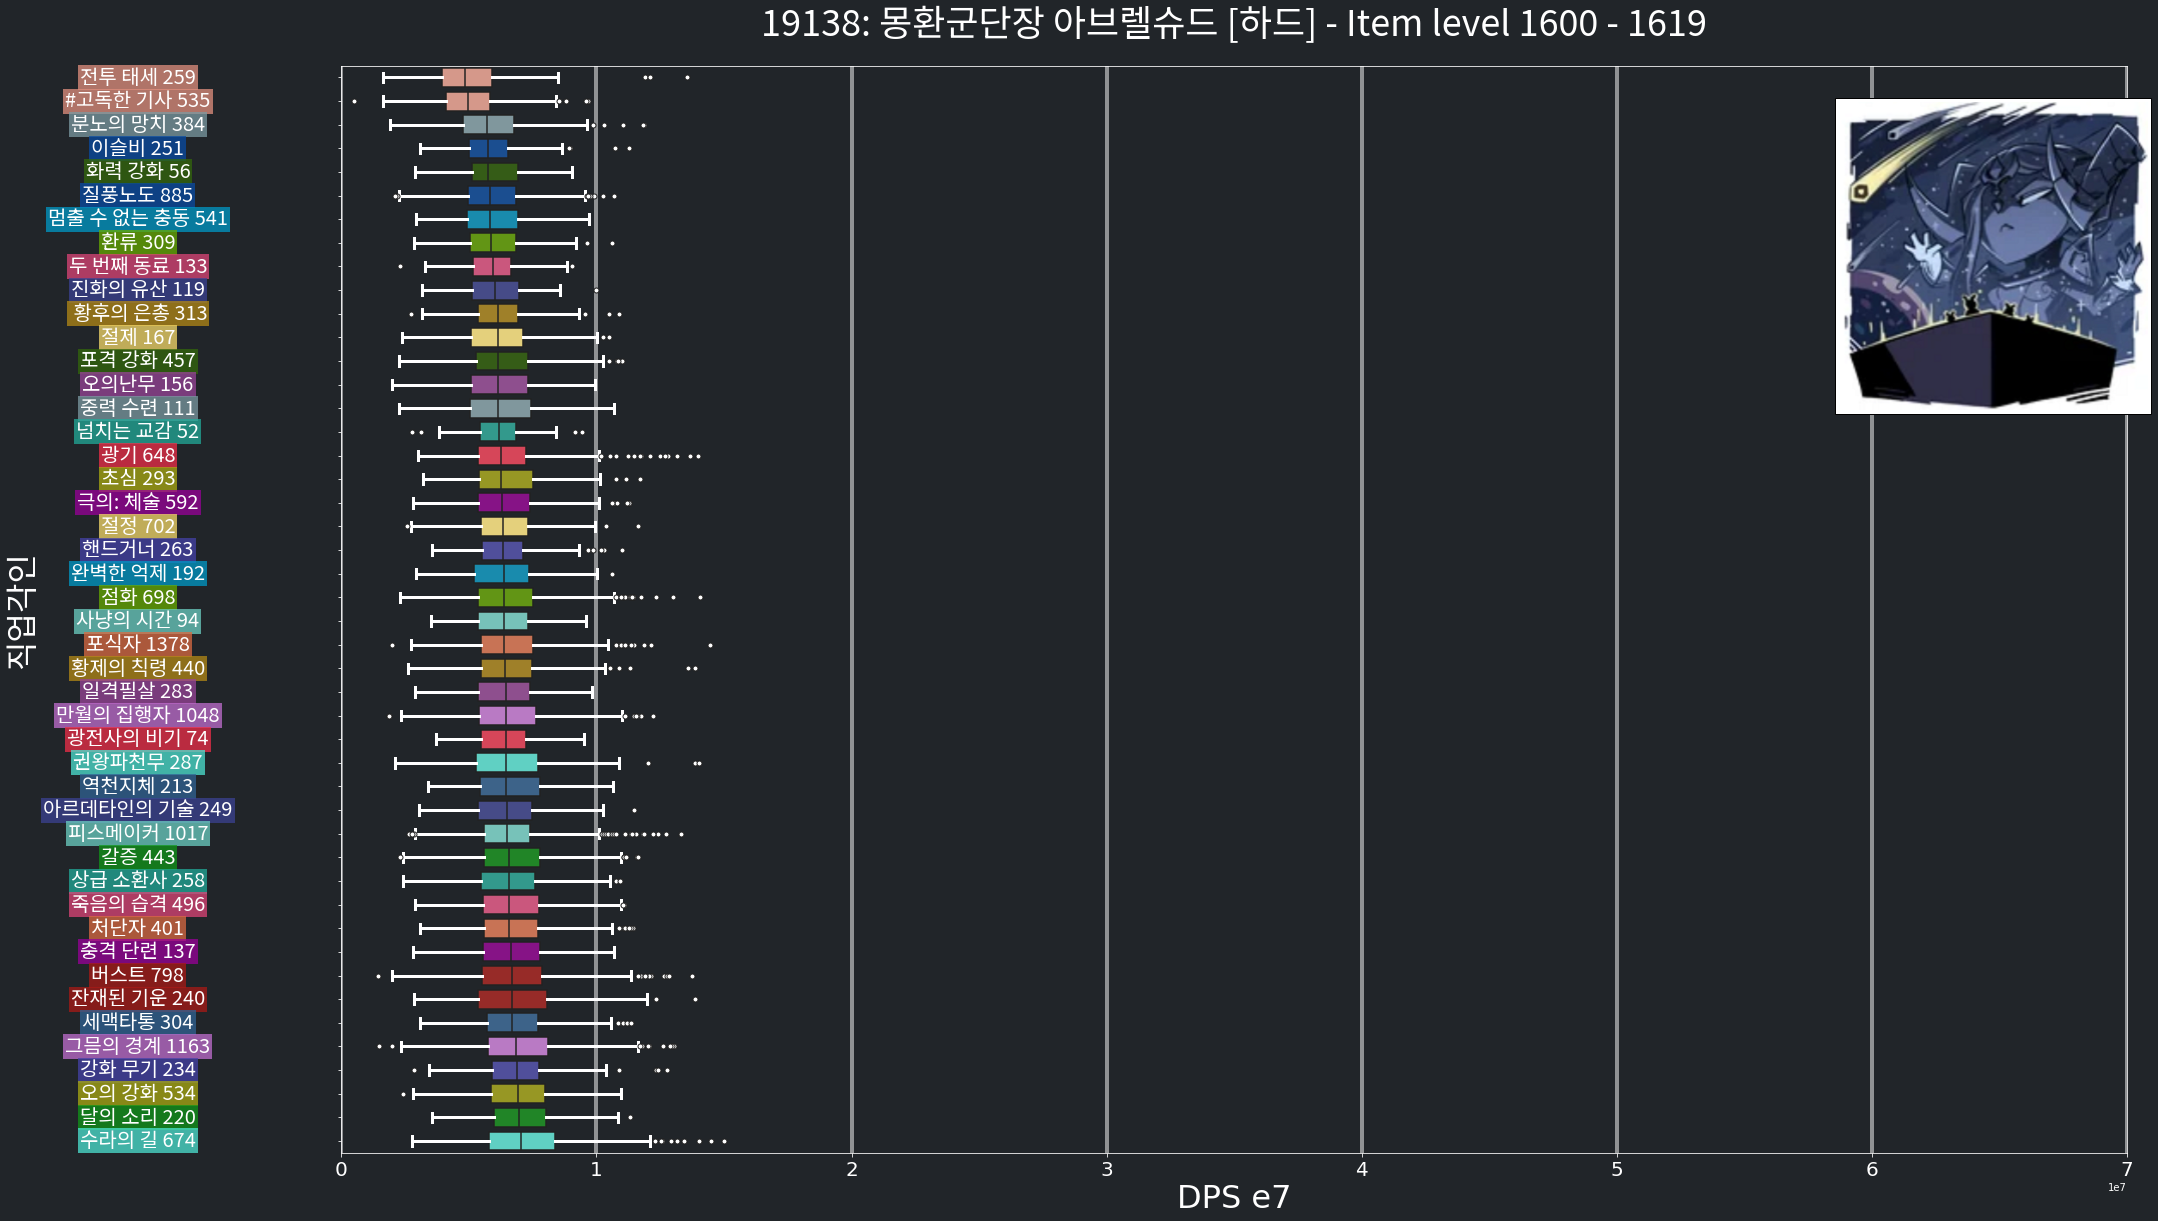 19138: 몽환군단장 아브렐슈드 [하드] - Item level 1600 - 1619
전투 태세 259
#고독한 기사 535
분노의 망치 384
이슬비 251
화력 강화 56
질풍노도 885
멈출 수 없는 충동 541
환류 309
두 번째 동료 133
진화의 유산 119
황후의 은총 313
절제 167
포격 강화 457
오의난무 156
중력 수련 111
넘치는 교감 52
광기 648
초심 293
극의: 체술 592
절정 702
핸드거너 263
완벽한 억제 192
점화 698
사냥의 시간 94
포식자 1378
황제의 칙령 440
일격필살 283
만월의 집행자 1048
광전사의 비기 74
권왕파천무 287
역천지체 213
아르데타인의 기술 249
피스메이커 1017
갈증 443
상급 소환사 258
죽음의 습격 496
처단자 401
충격 단련 137
버스트 798
잔재된 기운 240
세맥타통 304
그믐의 경계 1163
강화 무기 234
오의 강화 534
달의 소리 220
수라의 길 674
직업각인
0 1 2 3 4 5 6 7
1e7
DPS e7